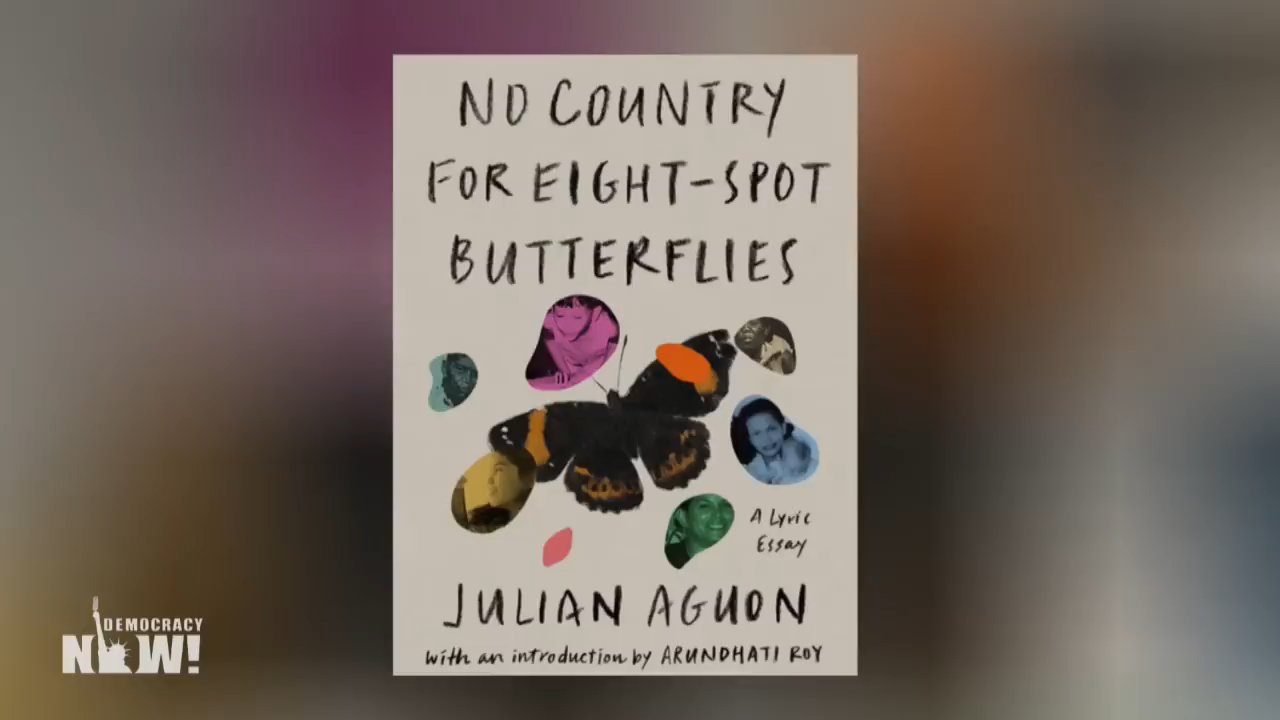 NO COUNTRY
FOR EIGHT-SPOT
BUTTERFLIES
A Lyric
Essay
JULIAN AGUON
with an introduction by ARUNDHATI ROY
DEMOCRACY
NOW!